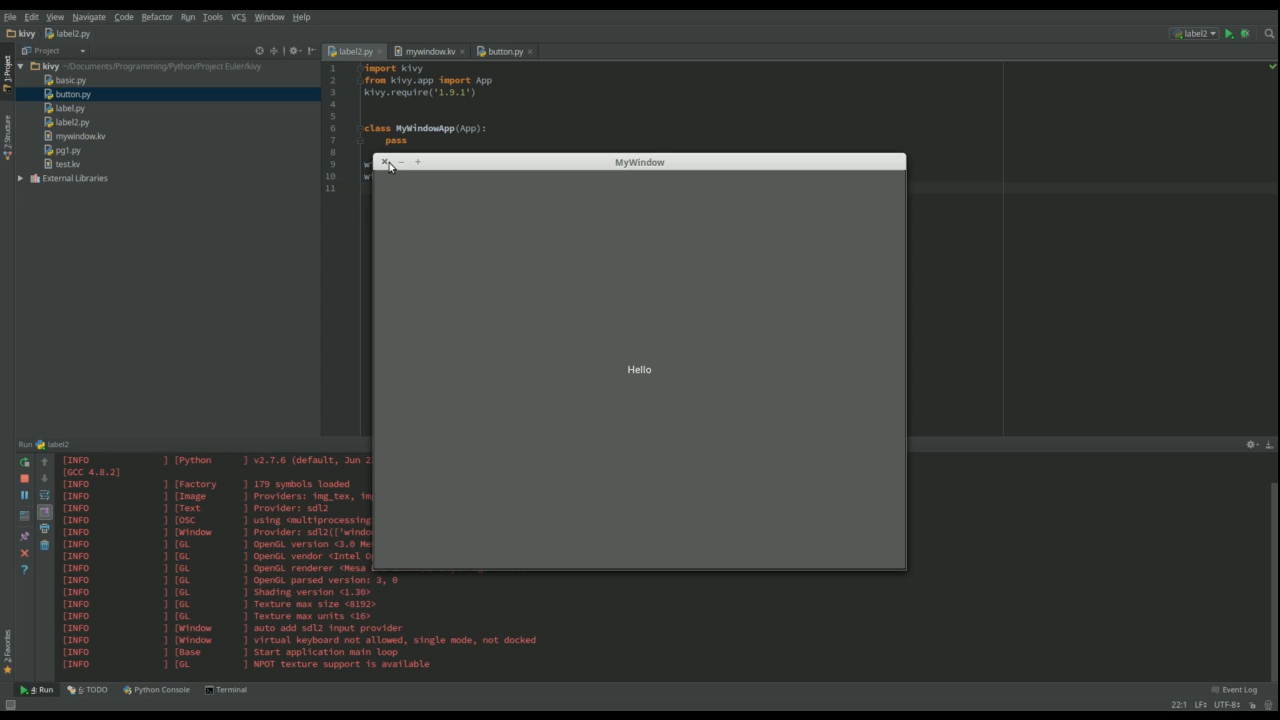 File Edit View Navigate Code Refactor Run Tools VCS Window Help
kivy label2.py label2
1: Project
Project
label2.py mywindow.kv button.py
kivy ~/Documents/Programming/Python/Project Euler/kivy
basic.py
button.py
label.py
label2.py
mywindow.kv
pg1.py
test.kv
External Libraries
7: Structure
1 import kivy
2 from kivy.app import App
3 kivy.require('1.9.1')
4
5
6 class MyWindowApp(App):
7 pass
8
9 w
10 w
11
MyWindow
Hello
Run label2
[INFO ] [Python ] v2.7.6 (default, Jun 2
[GCC 4.8.2]
[INFO ] [Factory ] 179 symbols loaded
[INFO ] [Image ] Providers: img_tex,
[INFO ] [Text ] Provider: sdl2
[INFO ] [OSC ] using <multiprocessing
[INFO ] [Window ] Provider: sdl2(['windo
[INFO ] [GL ] OpenGL version <3.0 Me
[INFO ] [GL ] OpenGL vendor <Intel O
[INFO ] [GL ] OpenGL renderer <Mesa
[INFO ] [GL ] OpenGL parsed version: 3, 0
[INFO ] [GL ] Shading version <1.30>
[INFO ] [GL ] Texture max size <8192>
[INFO ] [GL ] Texture max units <16>
[INFO ] [Window ] auto add sdl2 input provider
[INFO ] [Window ] virtual keyboard not allowed, single mode, not docked
[INFO ] [Base ] Start application main loop
[INFO ] [GL ] NPOT texture support is available
2: Favorites
4: Run 6: TODO Python Console Terminal Event Log
22:1 LF UTF-8